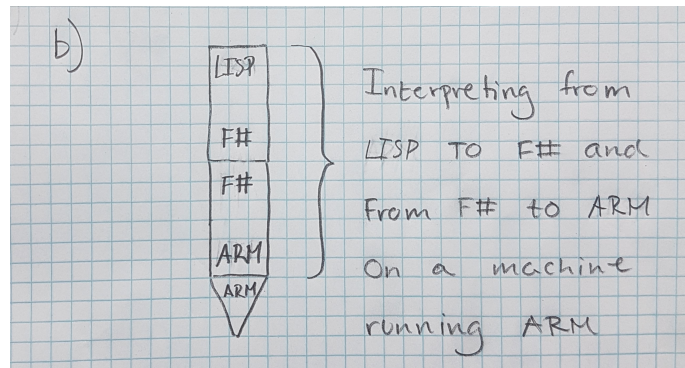 b)
LISP
F#
F#
ARM
ARM
Interpreting from
LISP TO F# and
From F# to ARM
On a machine
running ARM